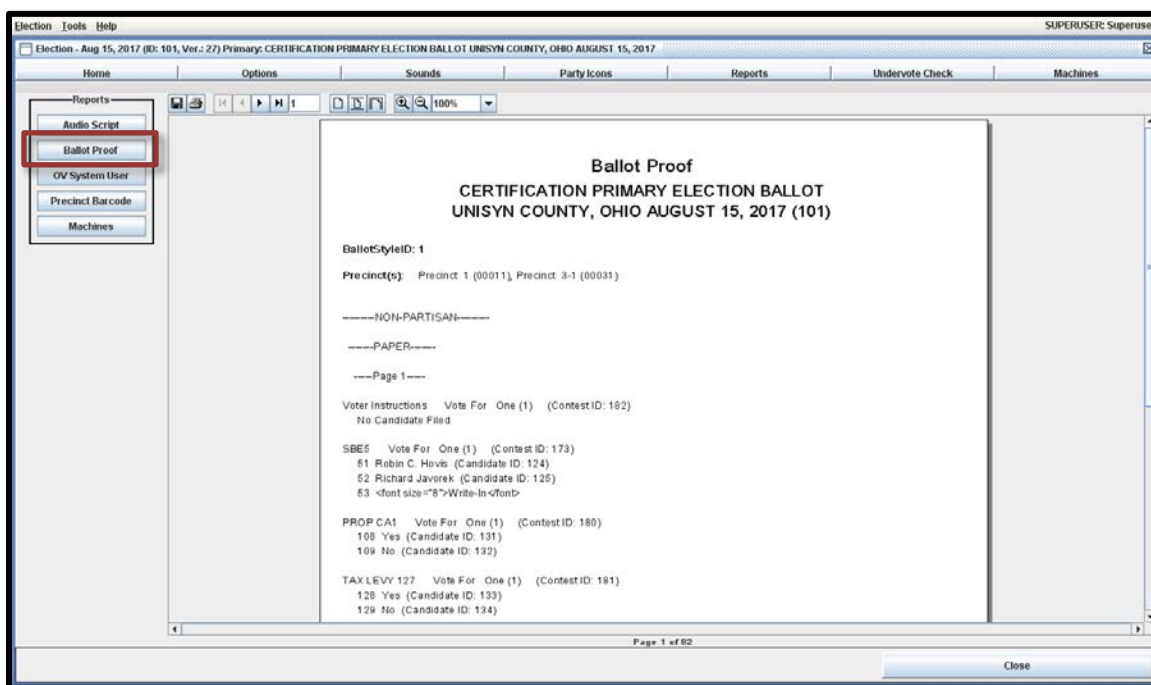 Election Tools Help SUPERUSER: Superuse
Election - Aug 15, 2017 (ID: 101, Ver.: 27) Primary: CERTIFICATION PRIMARY ELECTION BALLOT UNISYN COUNTY, OHIO AUGUST 15, 2017
Home Options Sounds Party Icons Reports Undervote Check Machines
Reports
Audio Script
Ballot Proof
OV System User
Precinct Barcode
Machines
1 100%
Ballot Proof
CERTIFICATION PRIMARY ELECTION BALLOT
UNISYN COUNTY, OHIO AUGUST 15, 2017 (101)
BallotStyleID: 1
Precinct(s): Precinct 1 (00011), Precinct 3-1 (00031)
--------NON-PARTISAN--------
------PAPER------
----Page 1----
Voter Instructions Vote For One (1) (Contest ID: 182)
No Candidate Filed
SBE5 Vote For One (1) (Contest ID: 173)
51 Robin C. Hovis (Candidate ID: 124)
52 Richard Javorek (Candidate ID: 125)
53 <font size="8">Write-In</font>
PROP CA1 Vote For One (1) (Contest ID: 180)
108 Yes (Candidate ID: 131)
109 No (Candidate ID: 132)
TAX LEVY 127 Vote For One (1) (Contest ID: 181)
128 Yes (Candidate ID: 133)
129 No (Candidate ID: 134)
Page 1 of 82
Close